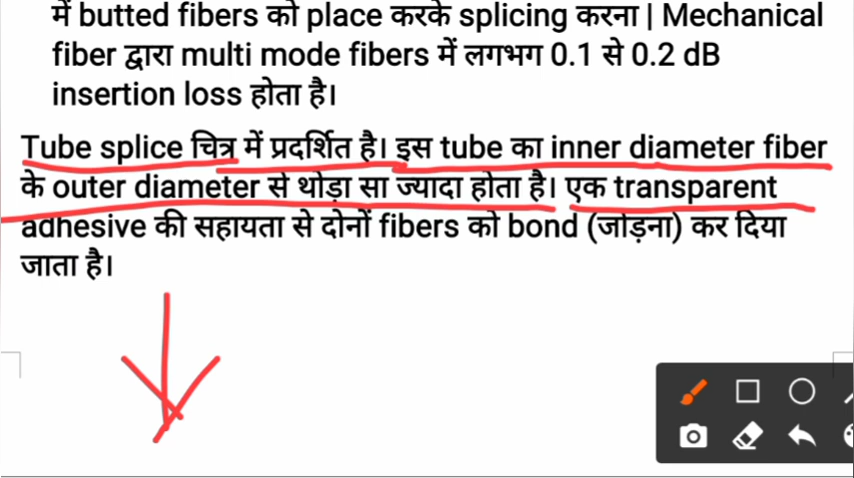 में butted fibers को place करके splicing करना | Mechanical
fiber द्वारा multi mode fibers में लगभग 0.1 से 0.2 dB
insertion loss होता है।
Tube splice चित्र में प्रदर्शित है। इस tube का inner diameter fiber
के outer diameter से थोड़ा सा ज्यादा होता है। एक transparent
adhesive की सहायता से दोनों fibers को bond (जोड़ना) कर दिया
जाता है।